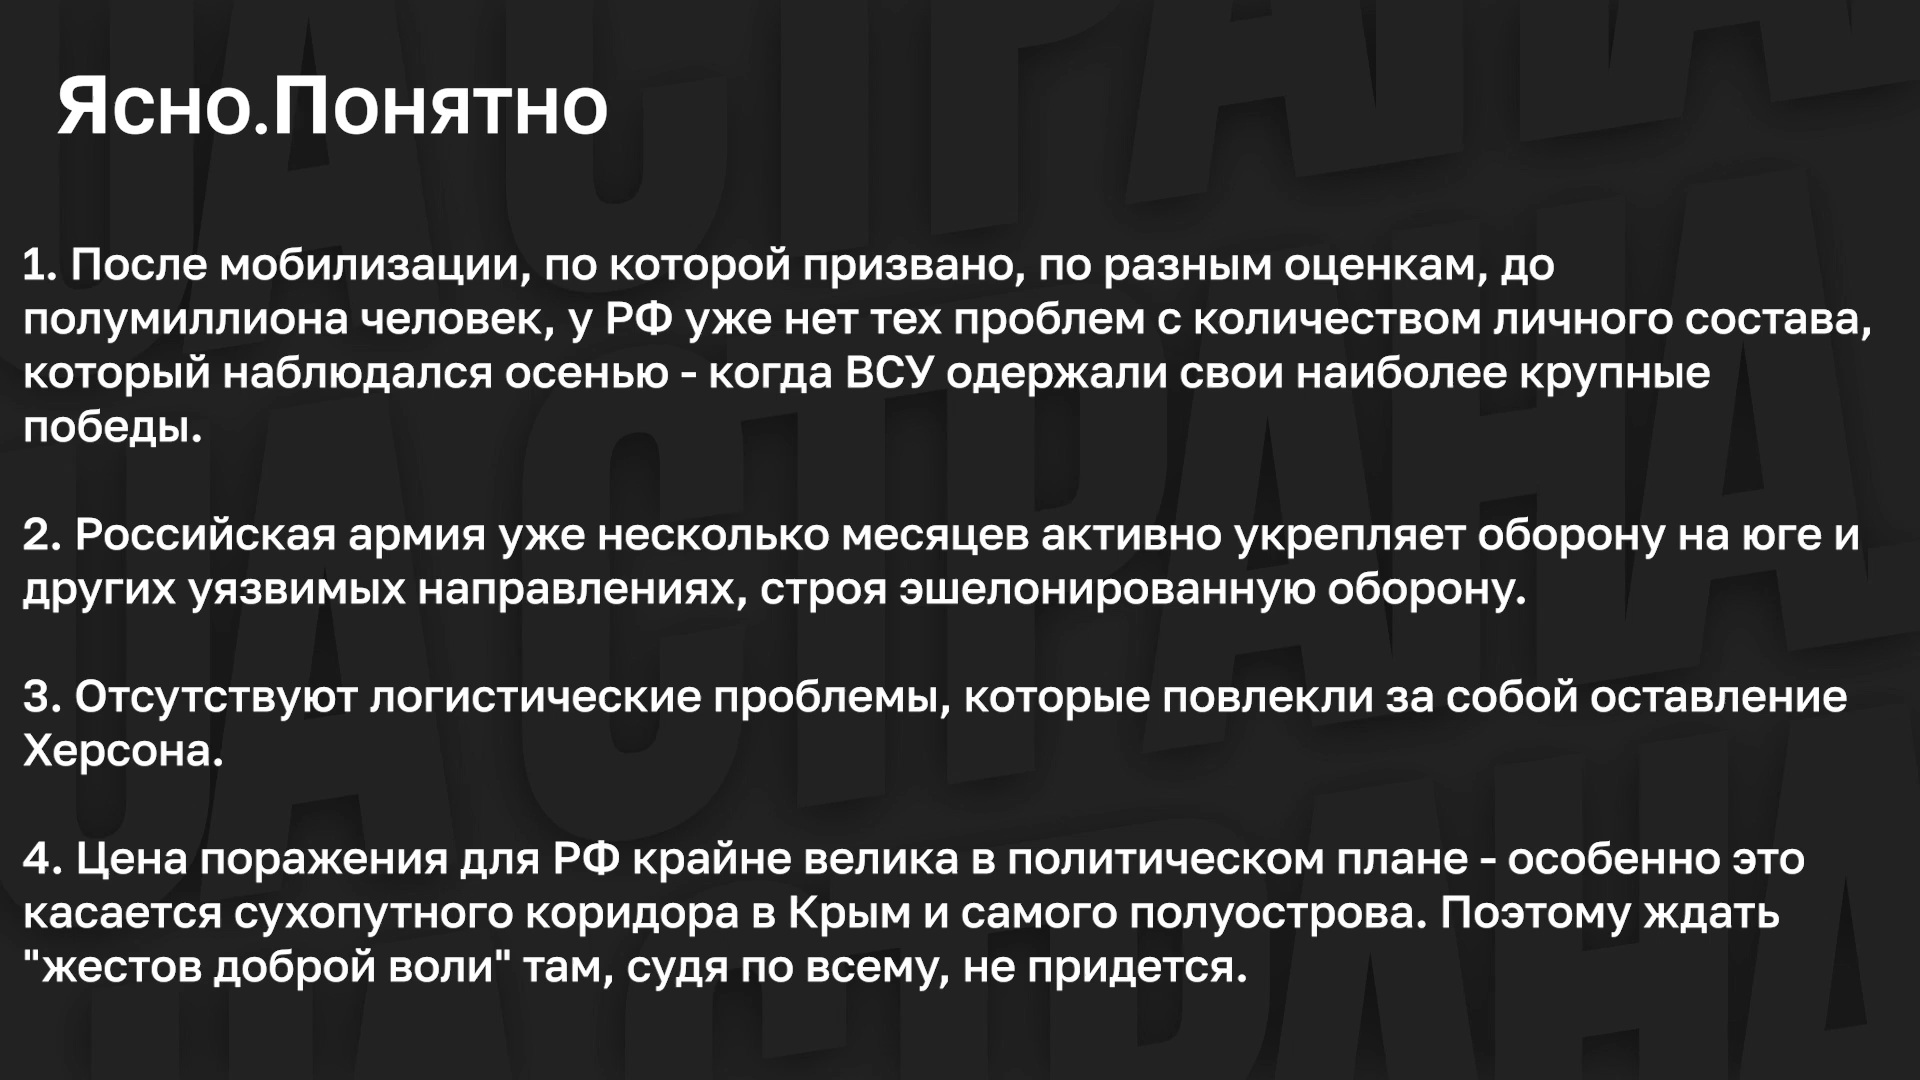 Ясно.Понятно
1. После мобилизации, по которой призвано, по разным оценкам, до
полумиллиона человек, у РФ уже нет тех проблем с количеством личного состава,
который наблюдался осенью - когда ВСУ одержали свои наиболее крупные
победы.
2. Российская армия уже несколько месяцев активно укрепляет оборону на юге и
других уязвимых направлениях, строя эшелонированную оборону.
3. Отсутствуют логистические проблемы, которые повлекли за собой оставление
Херсона.
4. Цена поражения для РФ крайне велика в политическом плане - особенно это
касается сухопутного коридора в Крым и самого полуострова. Поэтому ждать
"жестов доброй воли" там, судя по всему, не придется.